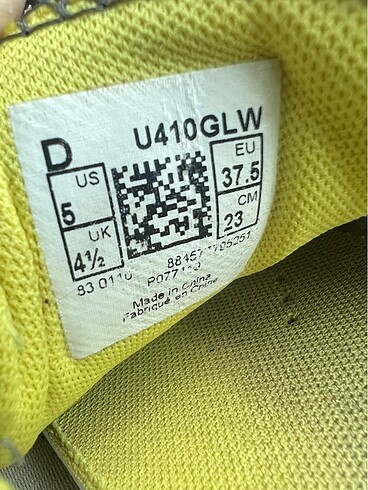 D U410GLW
US 5
EU 37.5
UK 4½
CM 23
Made in China
Fabriqué en Chine